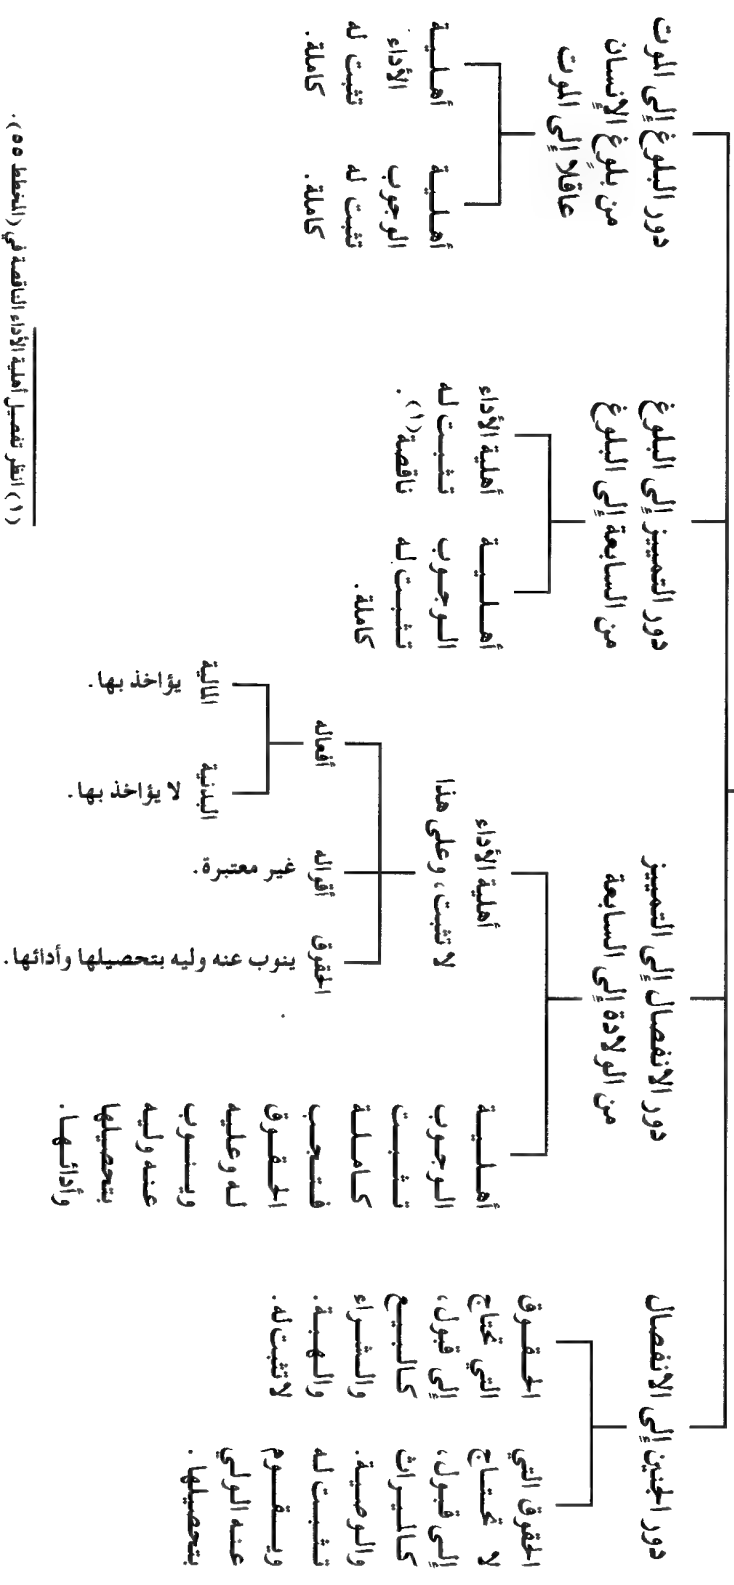 دور الجنين إلى الانفصال
الحقوق التي
لا تحتاج
إلى قبول،
كالميراث
والوصية.
تثبت له
ويقوم
عنه الولي
بتحصيلها.
الحقوق
التي تحتاج
إلى قبول،
كالبيع
والشراء
والهبة.
لا تثبت له.
دور الانفصال إلى التمييز
من الولادة إلى السابعة
أهلية
الوجوب
تثبت
كاملة
فتجب
الحقوق
له وعليه
وينوب
عنه وليه
بتحصيلها
وأدائها.
أهلية الأداء
لا تثبت، وعلى هذا
الحقوق
ينوب عنه وليه بتحصيلها وأدائها.
أقواله
غير معتبرة.
أفعاله
البدنية
لا يؤاخذ بها.
المالية
يؤاخذ بها.
دور التمييز إلى البلوغ
من السابعة إلى البلوغ
أهلية
الوجوب
تثبت له
كاملة.
أهلية الأداء
تثبت له
ناقصة(١).
دور البلوغ إلى الموت
من بلوغ الإنسان
عاقلا إلى الموت
أهلية
الوجوب
تثبت له
كاملة.
أهلية
الأداء
تثبت له
كاملة.
(١) انظر تفصيل أهلية الأداء الناقصة في (المخطط ٥٥).